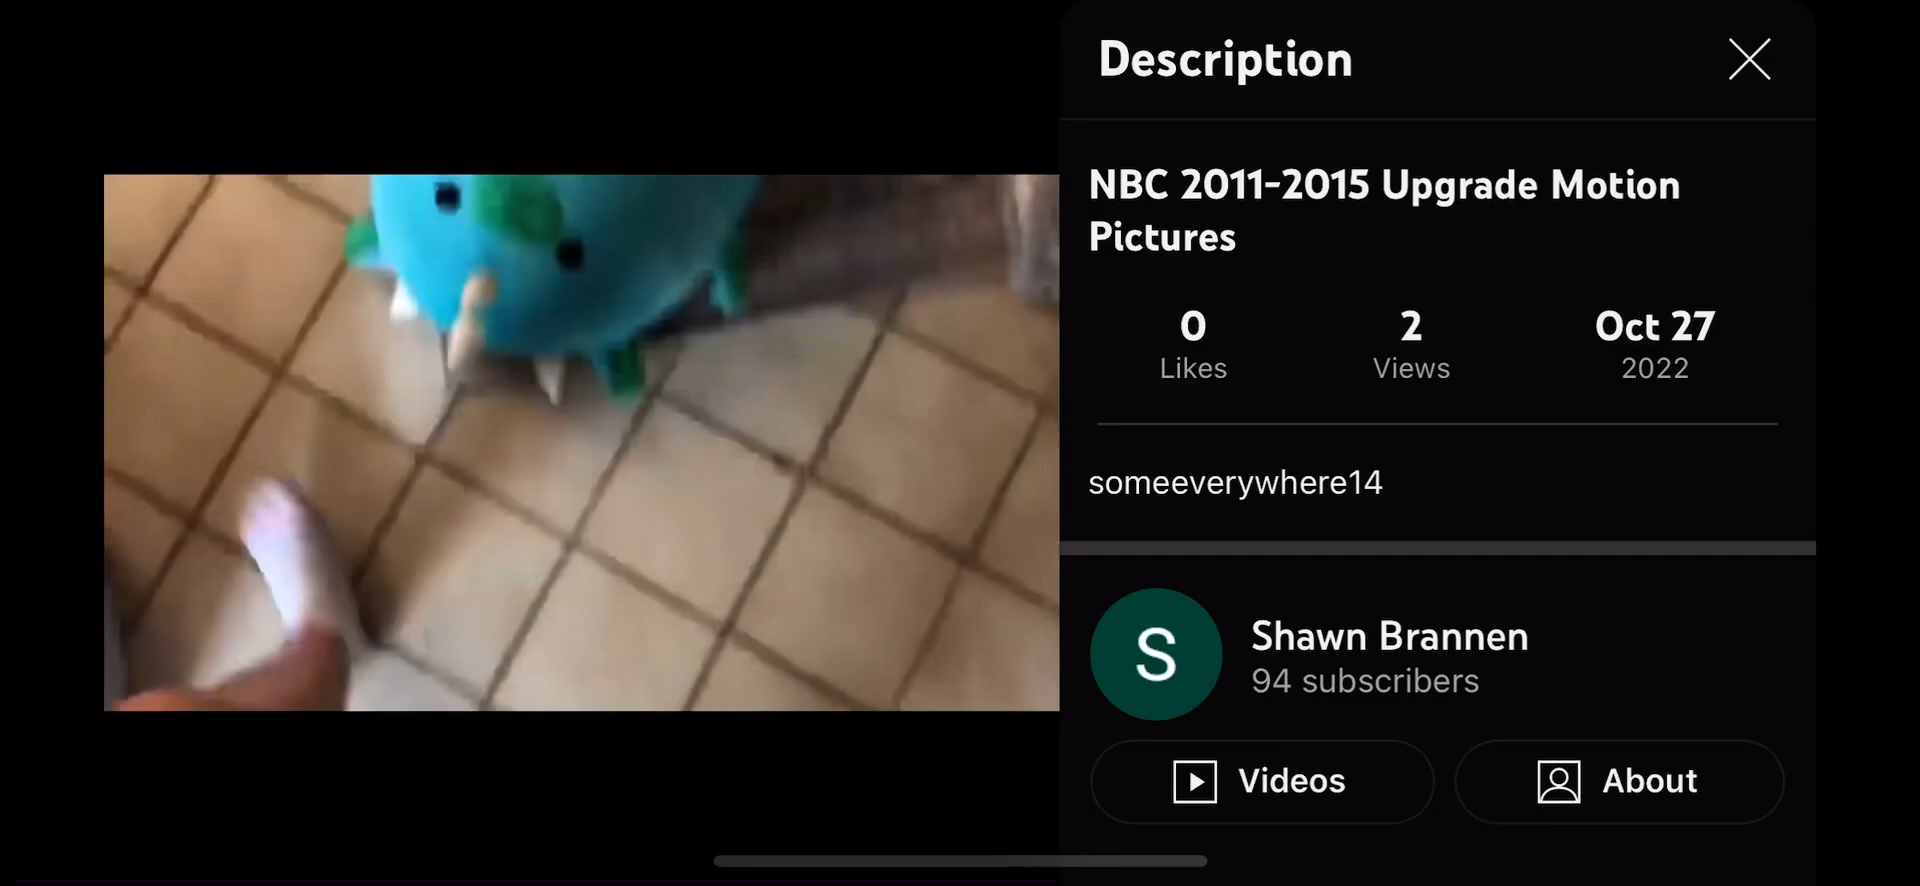 Description
NBC 2011-2015 Upgrade Motion
Pictures
0
2
Oct 27
Likes
Views
2022
someeverywhere14
S
Shawn Brannen
94 subscribers
Videos
About